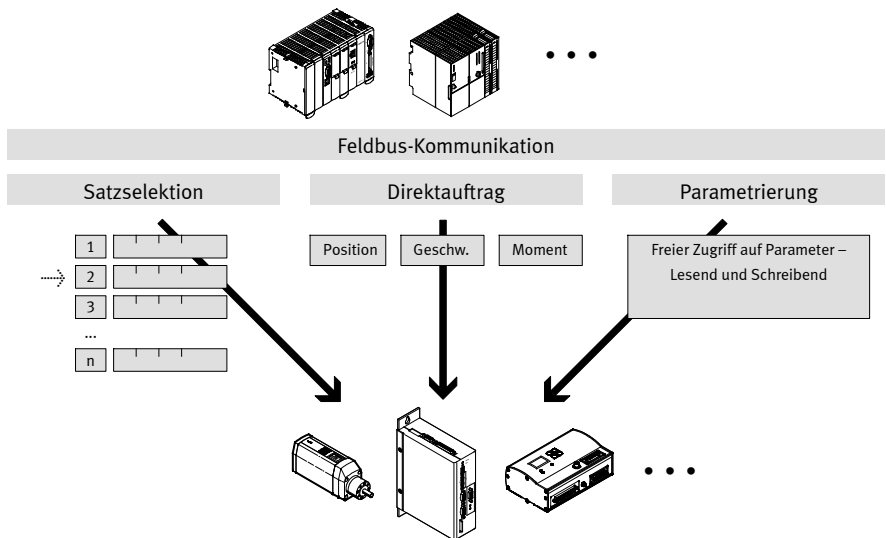 Feldbus-Kommunikation
Satzselektion
Direktauftrag
Parametrierung
1
2
3
...
n
Position
Geschw.
Moment
Freier Zugriff auf Parameter –
Lesend und Schreibend